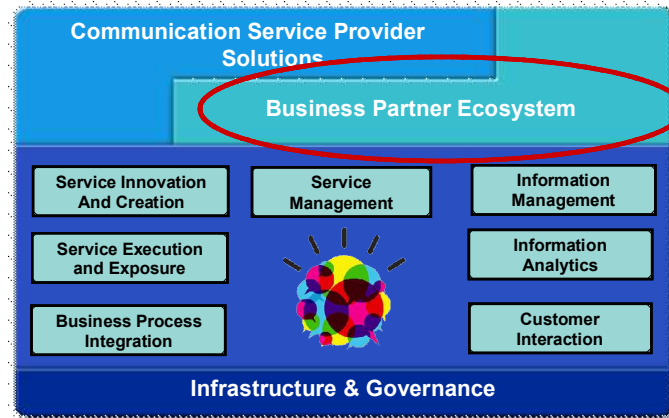 Communication Service Provider
Solutions
Business Partner Ecosystem
Service Innovation
And Creation
Service
Management
Information
Management
Service Execution
and Exposure
Information
Analytics
Business Process
Integration
Customer
Interaction
Infrastructure & Governance